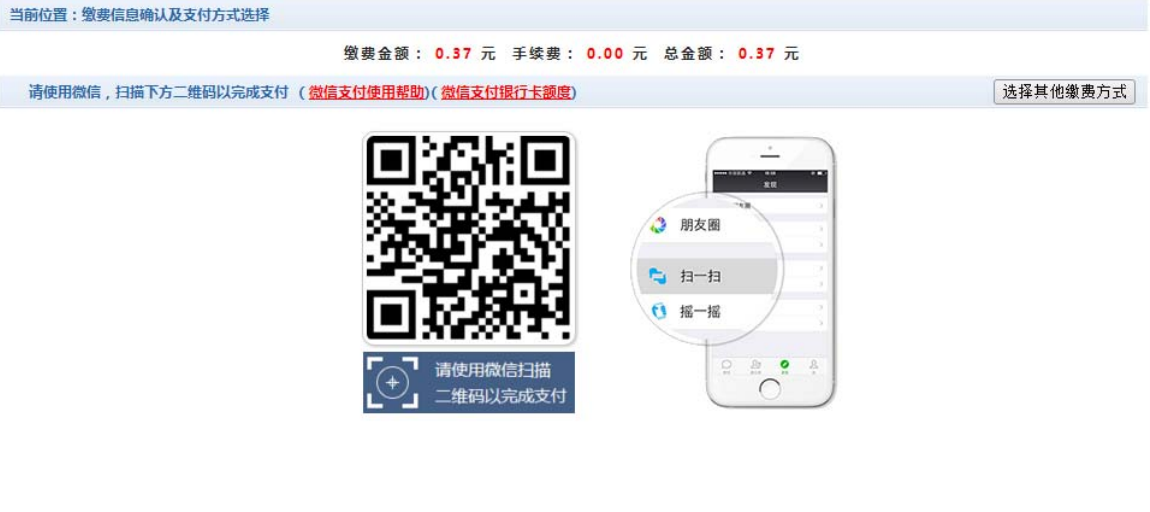 当前位置：缴费信息确认及支付方式选择
缴费金额： 0.37 元 手续费： 0.00 元 总金额： 0.37 元
请使用微信，扫描下方二维码以完成支付 （微信支付使用帮助)( 微信支付银行卡额度)
选择其他缴费方式
发现
朋友圈
扫一扫
摇一摇
请使用微信扫描
二维码以完成支付